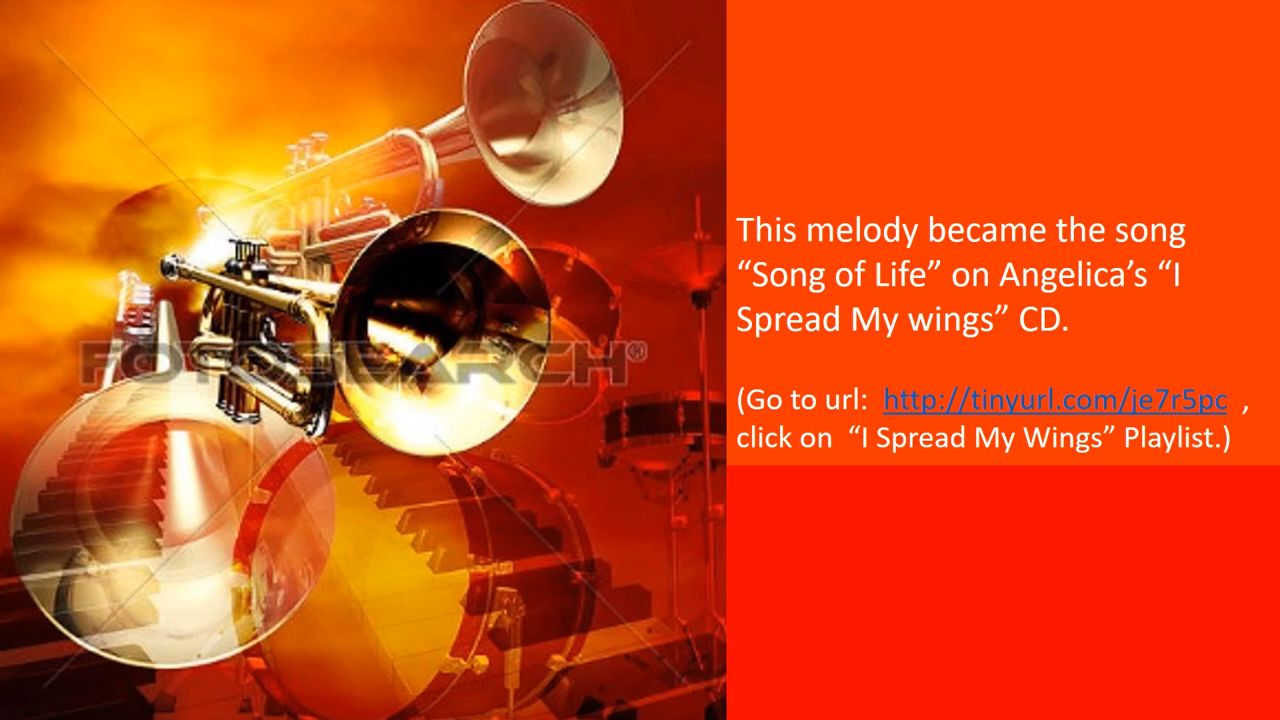 FOTOSEARCH®
This melody became the song
“Song of Life” on Angelica’s “I
Spread My wings” CD.
(Go to url:  http://tinyurl.com/je7r5pc  ,
click on  “I Spread My Wings” Playlist.)